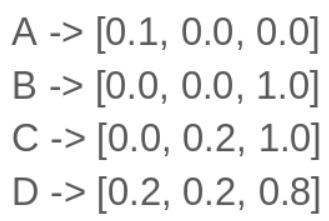 A -> [0.1, 0.0, 0.0]
B -> [0.0, 0.0, 1.0]
C -> [0.0, 0.2, 1.0]
D -> [0.2, 0.2, 0.8]